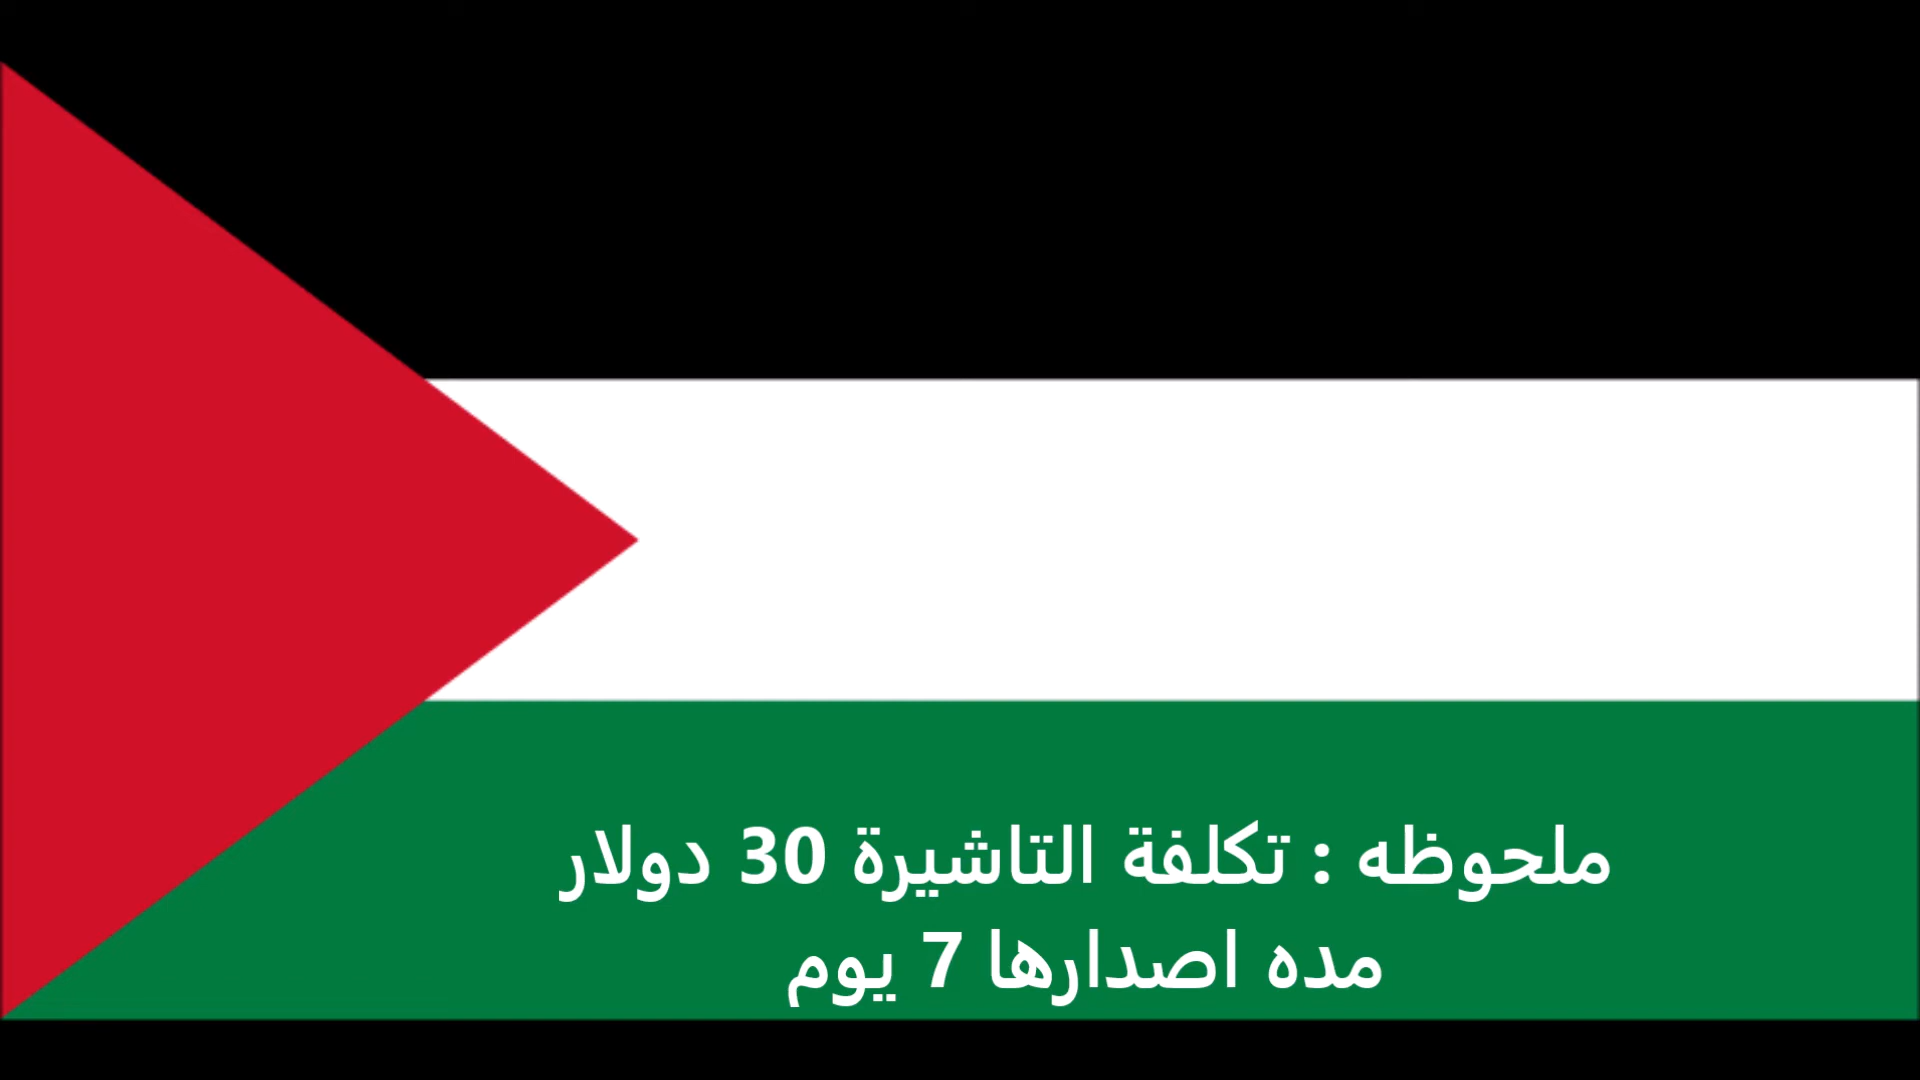 ملحوظه : تكلفة التاشيرة 30 دولار
مده اصدارها 7 يوم